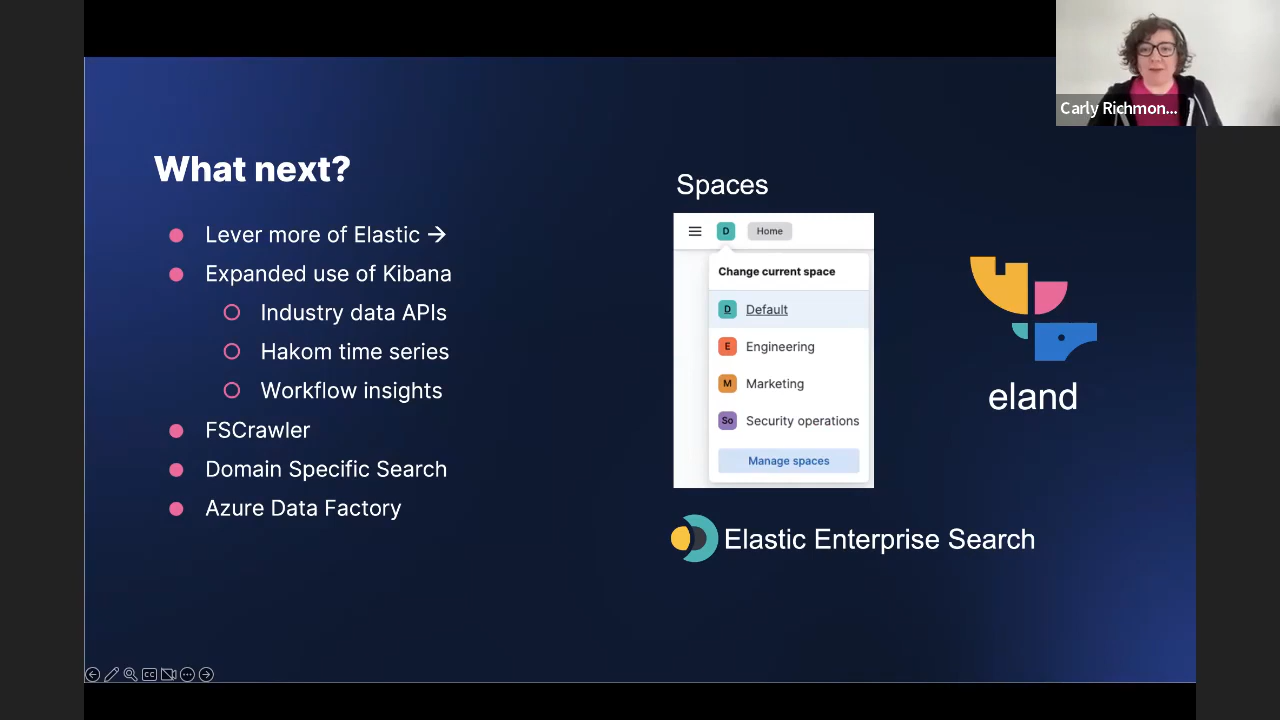 Carly Richmon...
What next?
Lever more of Elastic →
Expanded use of Kibana
Industry data APIs
Hakom time series
Workflow insights
FSCrawler
Domain Specific Search
Azure Data Factory
Spaces
D Home
Change current space
D Default
E Engineering
M Marketing
So Security operations
Manage spaces
eland
Elastic Enterprise Search
CC